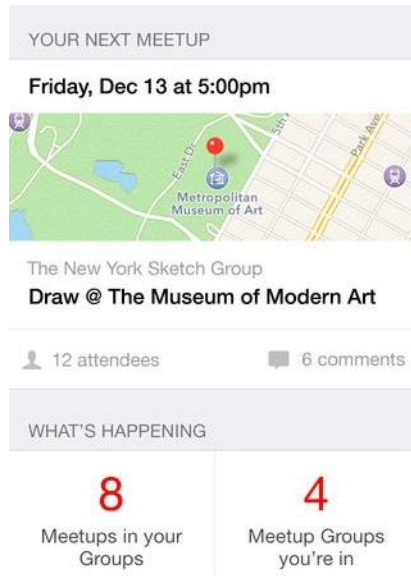 YOUR NEXT MEETUP
Friday, Dec 13 at 5:00pm
East Dr
5th
Park Ave
Metropolitan
Museum of Art
The New York Sketch Group
Draw @ The Museum of Modern Art
12 attendees
6 comments
WHAT'S HAPPENING
8
Meetups in your
Groups
4
Meetup Groups
you're in